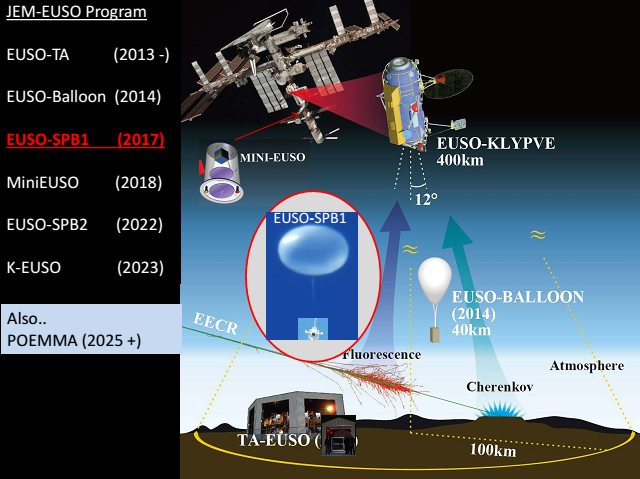 JEM-EUSO Program
EUSO-TA (2013 -)
EUSO-Balloon (2014)
EUSO-SPB1 (2017)
MiniEUSO (2018)
EUSO-SPB2 (2022)
K-EUSO (2023)
Also..
POEMMA (2025 +)
MINI-EUSO
EUSO-KLYPVE
400km
12°
EUSO-SPB1
EUSO-BALLOON
(2014)
40km
EECR
Fluorescence
Atmosphere
Cherenkov
TA-EUSO (
)
100km